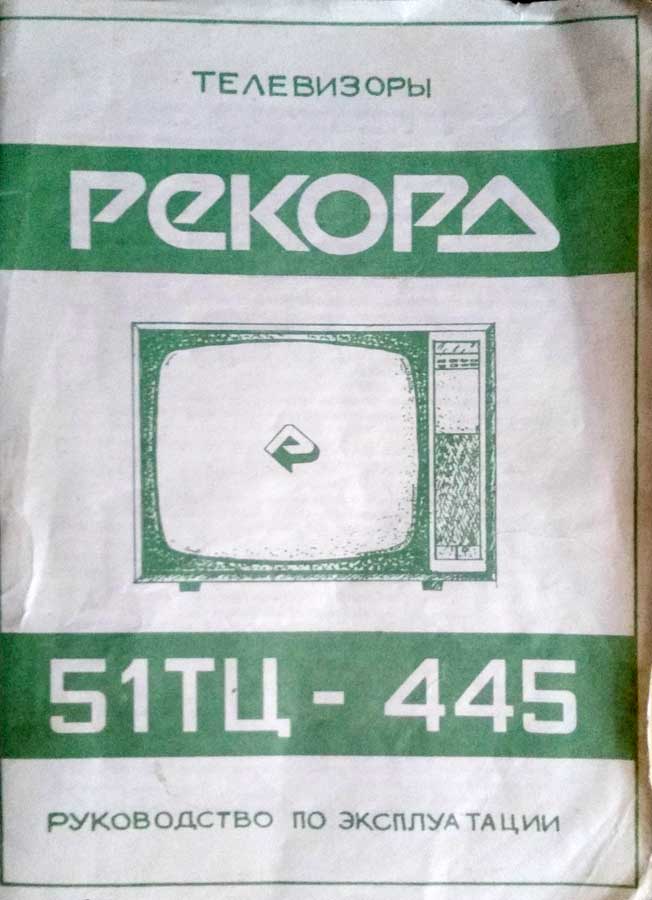 ТЕЛЕВИЗОРЫ
РЕКОРД
51ТЦ - 445
РУКОВОДСТВО ПО ЭКСПЛУАТАЦИИ